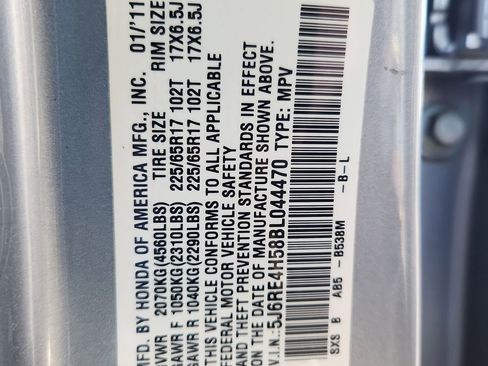 MFD. BY HONDA OF AMERICA MFG., INC. 01/11
GVWR 2070KG(4560LBS) TIRE SIZE RIM SIZE
GAWR F 1050KG(2310LBS) 225/65R17 102T 17X6.5J
GAWR R 1040KG(2290LBS) 225/65R17 102T 17X6.5J
THIS VEHICLE CONFORMS TO ALL APPLICABLE
FEDERAL MOTOR VEHICLE SAFETY
AND THEFT PREVENTION STANDARDS IN EFFECT
ON THE DATE OF MANUFACTURE SHOWN ABOVE.
V.I.N.: 5J6RE4H58BL044470 TYPE: MPV
SXS B AB5 -B538M -B-L